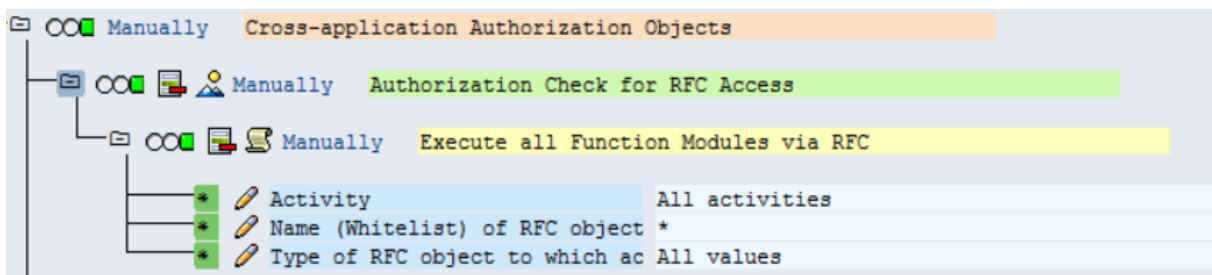 Manually Cross-application Authorization Objects
Manually Authorization Check for RFC Access
Manually Execute all Function Modules via RFC
* Activity All activities
* Name (Whitelist) of RFC object *
* Type of RFC object to which ac All values